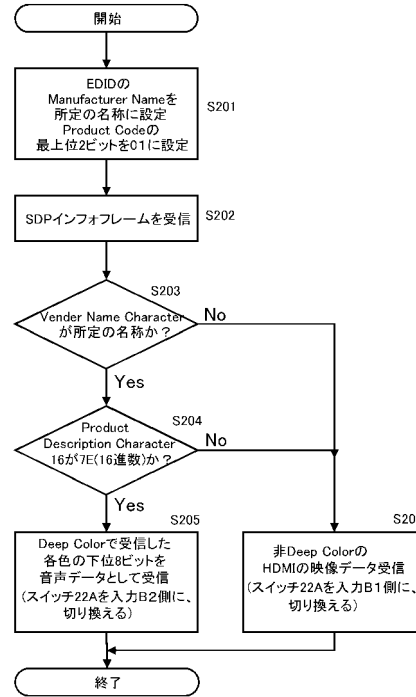 開始
EDIDの
Manufacturer Nameを
所定の名称に設定
Product Codeの
最上位2ビットを01に設定
S201
SDPインフォフレームを受信
S202
S203
Vender Name Character
が所定の名称か?
No
Yes
S204
Product
Description Character
16が7E(16進数)か?
No
Yes
S205
Deep Colorで受信した
各色の下位8ビットを
音声データとして受信
(スイッチ22Aを入力B2側に、
切り換える)
非Deep Colorの
HDMIの映像データ受信
(スイッチ22Aを入力B1側に、
切り換える)
終了